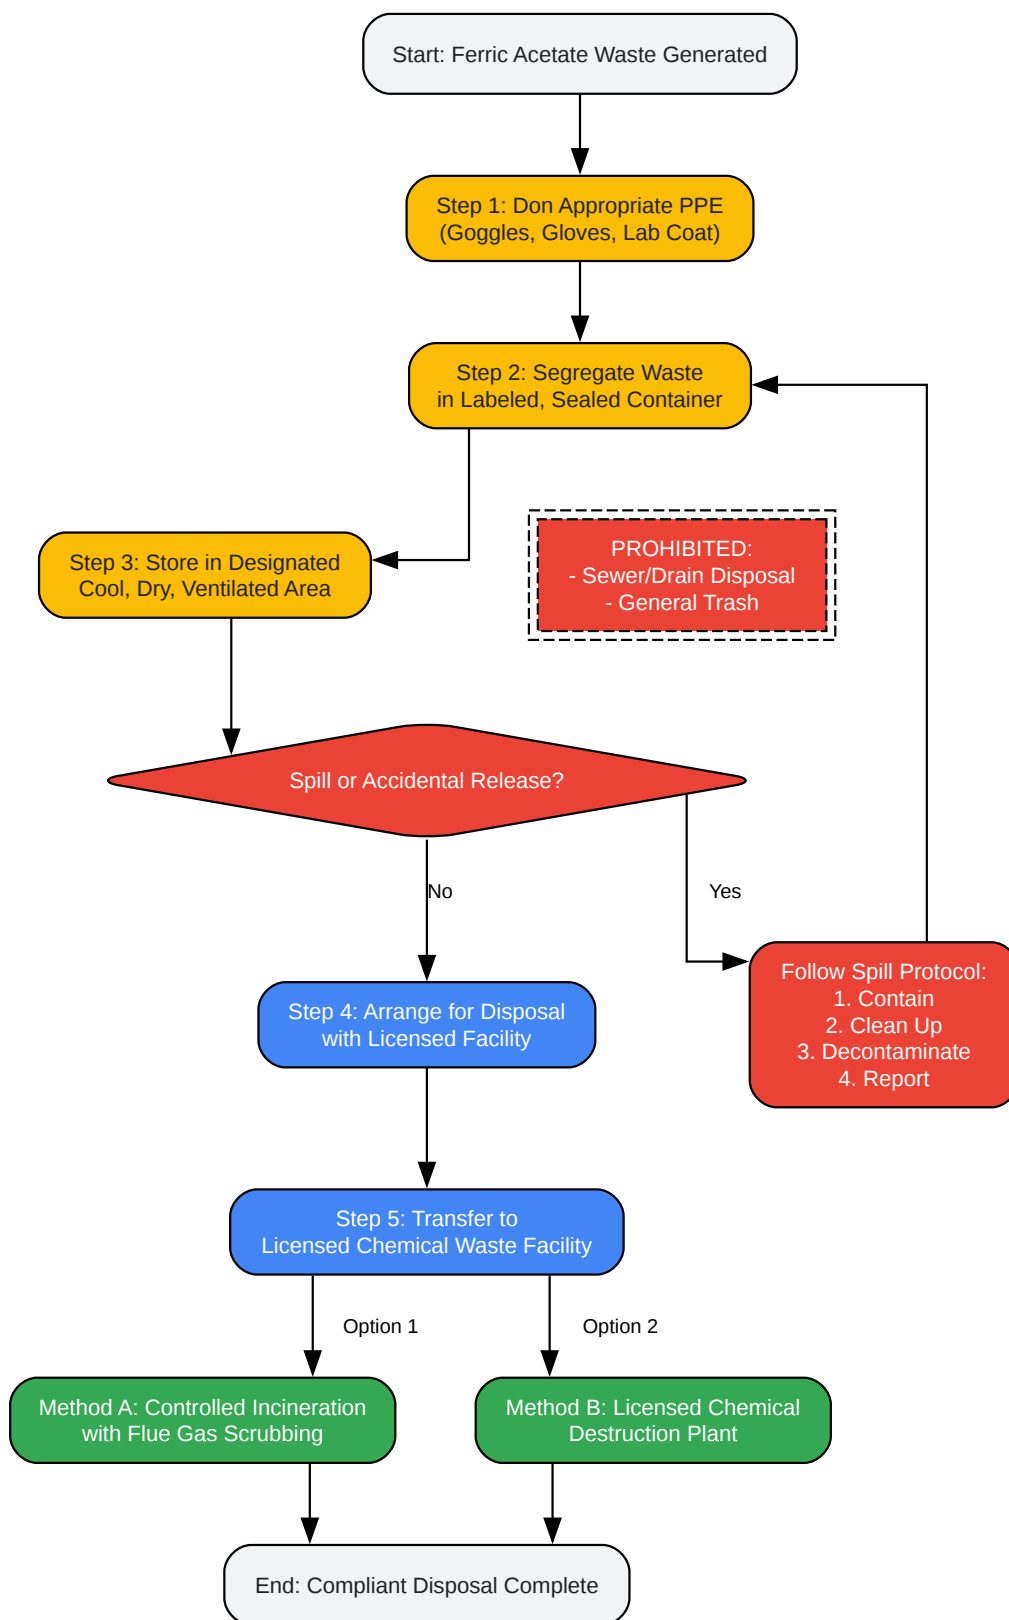 Start: Ferric Acetate Waste Generated
Step 1: Don Appropriate PPE
(Goggles, Gloves, Lab Coat)
Step 2: Segregate Waste
in Labeled, Sealed Container
Step 3: Store in Designated
Cool, Dry, Ventilated Area
PROHIBITED:
- Sewer/Drain Disposal
- General Trash
Spill or Accidental Release?
No
Yes
Follow Spill Protocol:
1. Contain
2. Clean Up
3. Decontaminate
4. Report
Step 4: Arrange for Disposal
with Licensed Facility
Step 5: Transfer to
Licensed Chemical Waste Facility
Option 1
Option 2
Method A: Controlled Incineration
with Flue Gas Scrubbing
Method B: Licensed Chemical
Destruction Plant
End: Compliant Disposal Complete